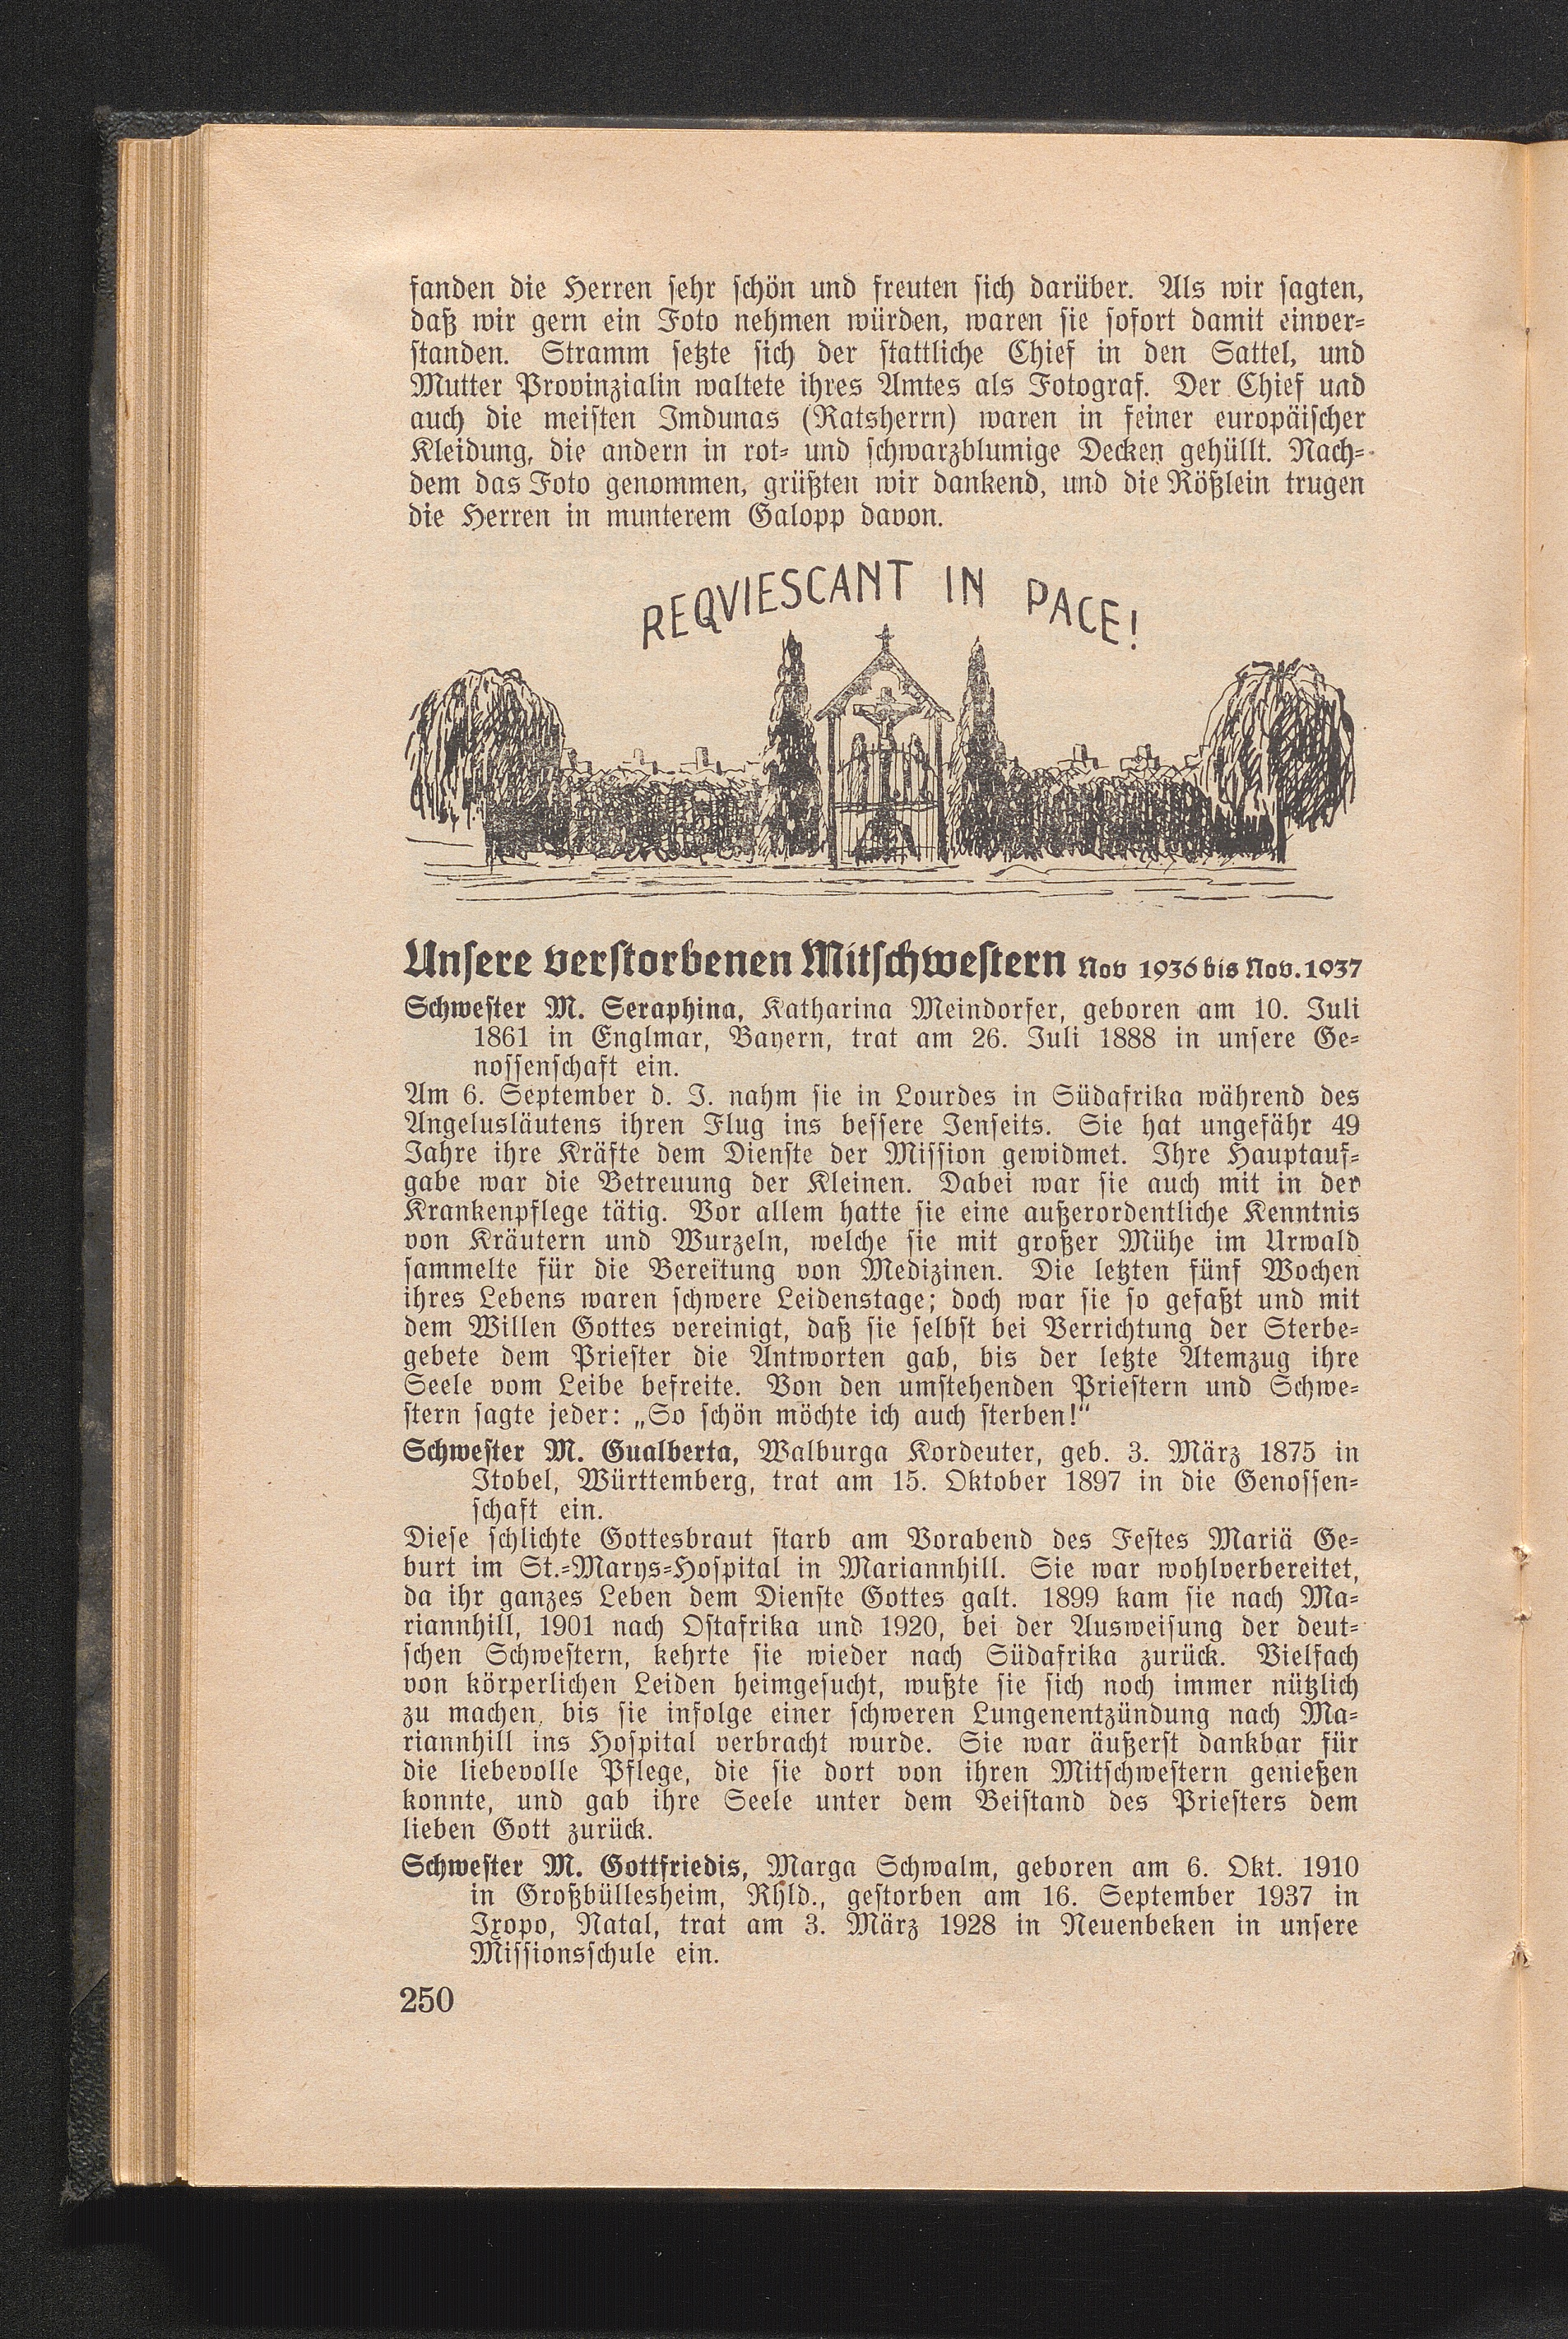 fanden die Herren sehr schön und freuten sich darüber. Als wir sagten,
daß wir gern ein Foto nehmen würden, waren sie sofort damit einver-
standen. Stramm setzte sich der stattliche Chief in den Sattel, und
Mutter Provinzialin waltete ihres Amtes als Fotograf. Der Chief und
auch die meisten Imdunas (Ratsherrn) waren in feiner europäischer
Kleidung, die andern in rot- und schwarzblumige Decken gehüllt. Nach-
dem das Foto genommen, grüßten wir dankend, und die Rößlein trugen
die Herren in munterem Galopp davon.
REQVIESCANT IN PACE!
Unsere verstorbenen Mitschwestern Nov 1936 bis Nov. 1937
Schwester M. Seraphina, Katharina Meindorfer, geboren am 10. Juli
1861 in Englmar, Bayern, trat am 26. Juli 1888 in unsere Ge-
nossenschaft ein.
Am 6. September d. J. nahm sie in Lourdes in Südafrika während des
Angelusläutens ihren Flug ins bessere Jenseits. Sie hat ungefähr 49
Jahre ihre Kräfte dem Dienste der Mission gewidmet. Ihre Hauptauf-
gabe war die Betreuung der Kleinen. Dabei war sie auch mit in der
Krankenpflege tätig. Vor allem hatte sie eine außerordentliche Kenntnis
von Kräutern und Wurzeln, welche sie mit großer Mühe im Urwald
sammelte für die Bereitung von Medizinen. Die letzten fünf Wochen
ihres Lebens waren schwere Leidenstage; doch war sie so gefaßt und mit
dem Willen Gottes vereinigt, daß sie selbst bei Verrichtung der Sterbe-
gebete dem Priester die Antworten gab, bis der letzte Atemzug ihre
Seele vom Leibe befreite. Von den umstehenden Priestern und Schwe-
stern sagte jeder: „So schön möchte ich auch sterben!“
Schwester M. Gualberta, Walburga Kordeuter, geb. 3. März 1875 in
Itobel, Württemberg, trat am 15. Oktober 1897 in die Genossen-
schaft ein.
Diese schlichte Gottesbraut starb am Vorabend des Festes Mariä Ge-
burt im St.-Marys-Hospital in Mariannhill. Sie war wohlverbereitet,
da ihr ganzes Leben dem Dienste Gottes galt. 1899 kam sie nach Ma-
riannhill, 1901 nach Ostafrika und 1920, bei der Ausweisung der deut-
schen Schwestern, kehrte sie wieder nach Südafrika zurück. Vielfach
von körperlichen Leiden heimgesucht, wußte sie sich noch immer nützlich
zu machen, bis sie infolge einer schweren Lungenentzündung nach Ma-
riannhill ins Hospital verbracht wurde. Sie war äußerst dankbar für
die liebevolle Pflege, die sie dort von ihren Mitschwestern genießen
konnte, und gab ihre Seele unter dem Beistand des Priesters dem
lieben Gott zurück.
Schwester M. Gottfriedis, Marga Schwalm, geboren am 6. Okt. 1910
in Großbüllesheim, Rhld., gestorben am 16. September 1937 in
Ixopo, Natal, trat am 3. März 1928 in Neuenbeken in unsere
Missionsschule ein.
250